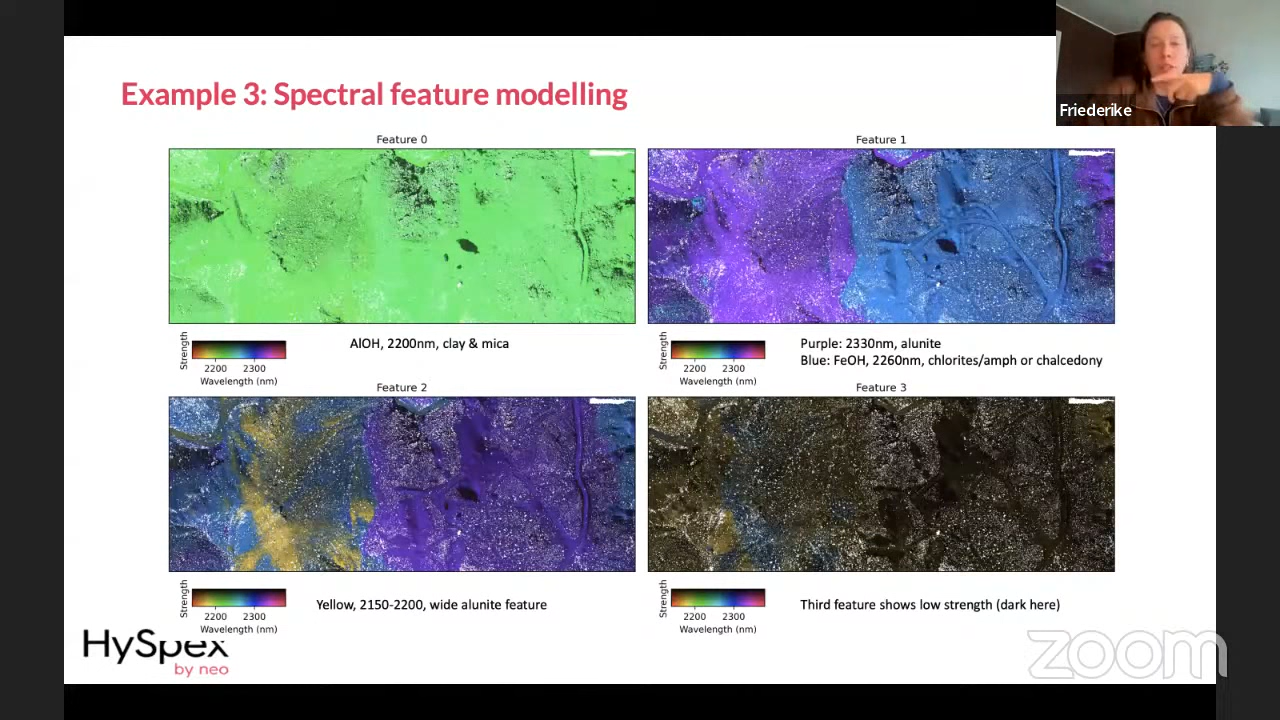 Friederike
Example 3: Spectral feature modelling
Feature 0
Feature 1
Strength
2200 2300
Wavelength (nm)
AlOH, 2200nm, clay & mica
Strength
2200 2300
Wavelength (nm)
Purple: 2330nm, alunite
Blue: FeOH, 2260nm, chlorites/amph or chalcedony
Feature 2
Feature 3
Strength
2200 2300
Wavelength (nm)
Yellow, 2150-2200, wide alunite feature
Strength
2200 2300
Wavelength (nm)
Third feature shows low strength (dark here)
HySpex
by neo
zoom